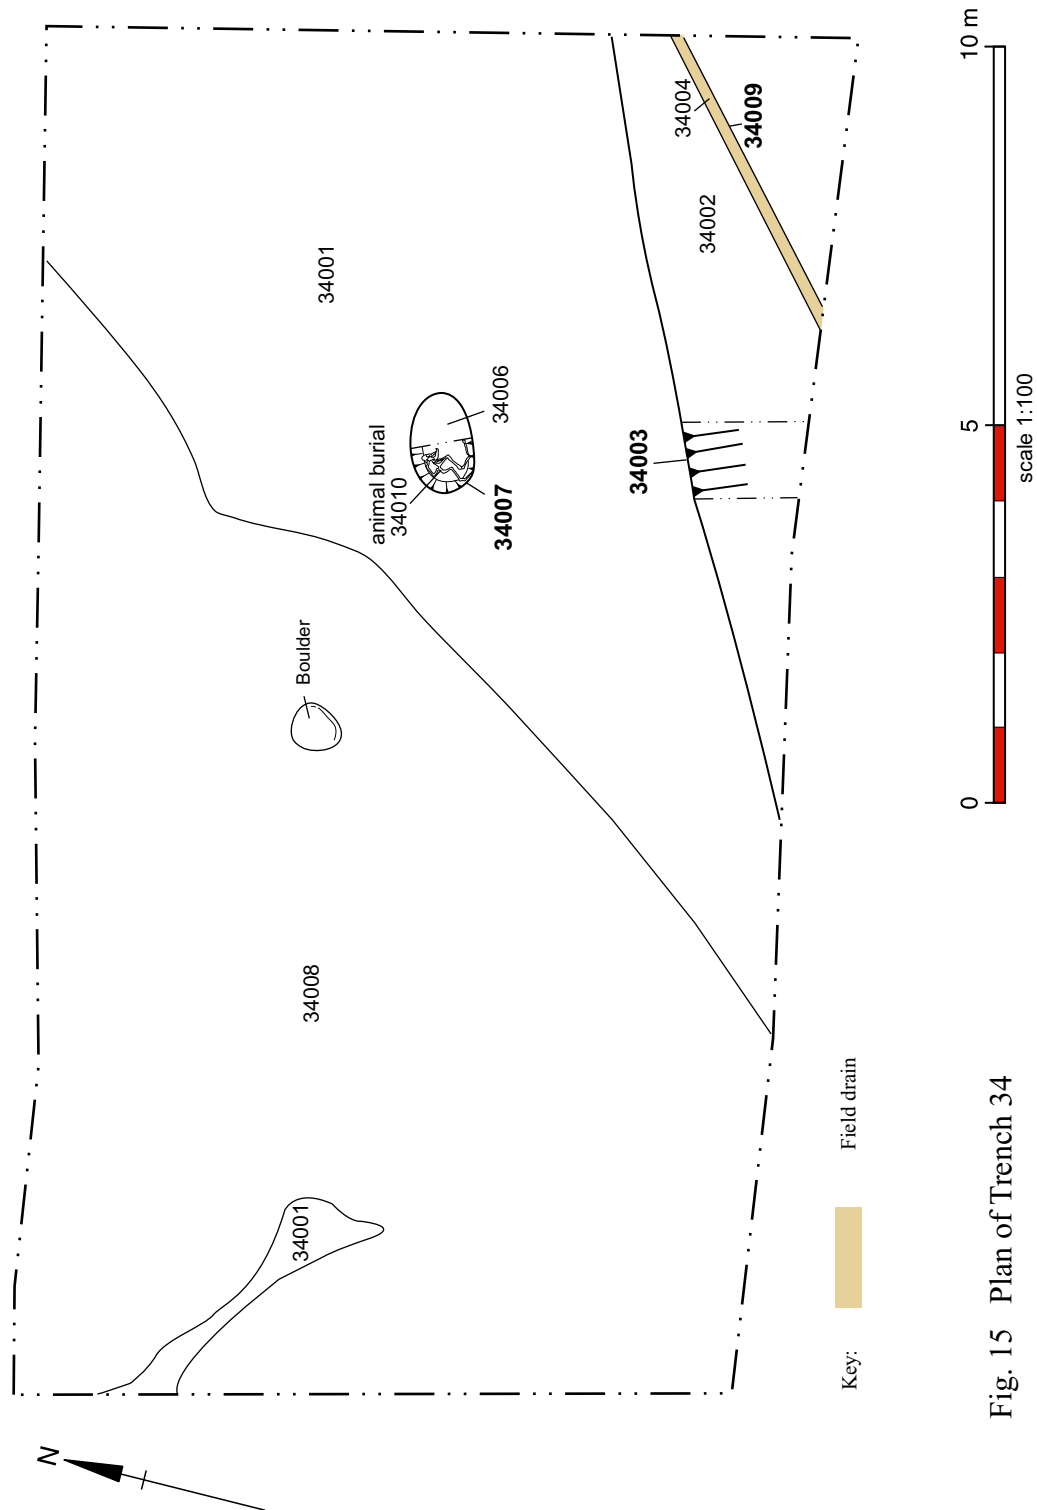 N
34001
34008
Boulder
34001
animal burial
34010
34007
34006
34003
34002
34004
34009
Key:
Field drain
0
5
10 m
scale 1:100
Fig. 15 Plan of Trench 34